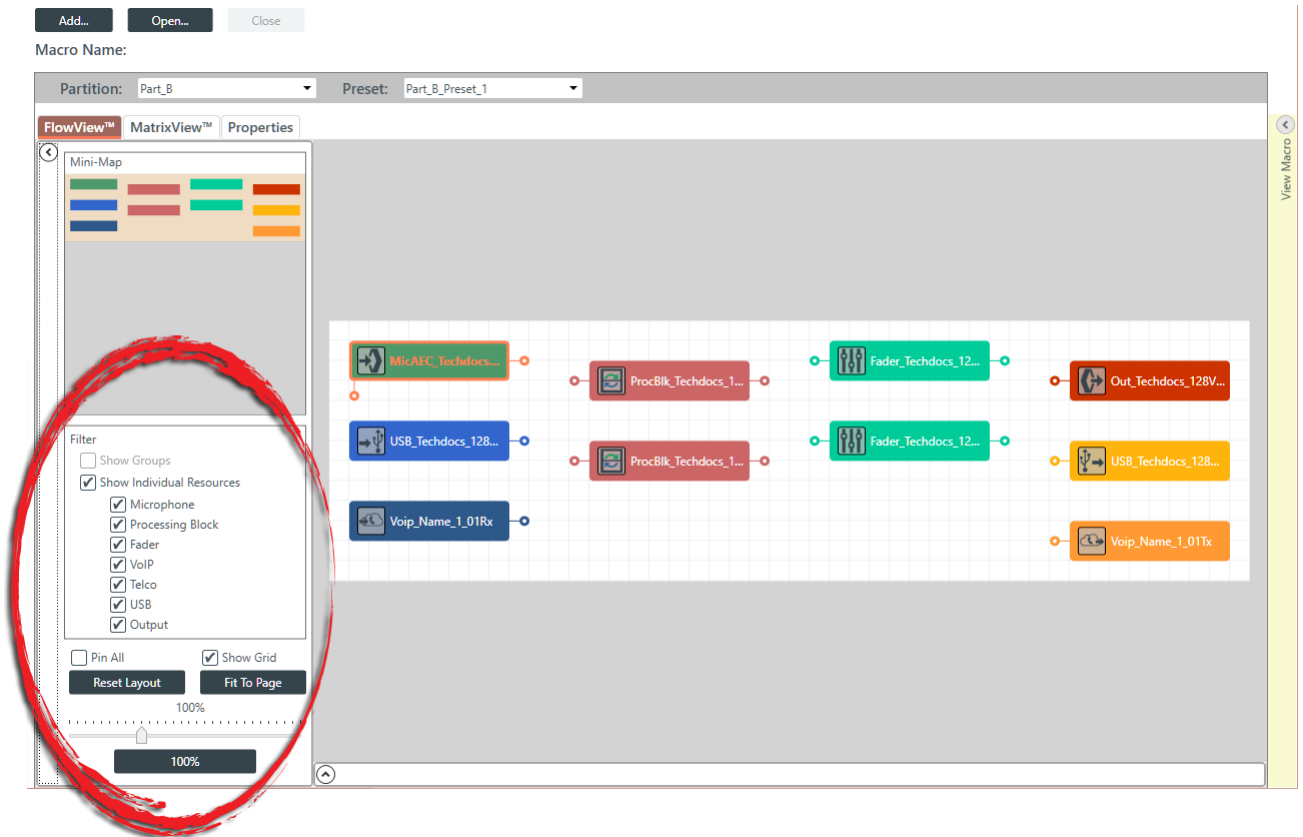 Add... Open... Close
Macro Name:
Partition: Part_B Preset: Part_B_Preset_1
FlowView™ MatrixView™ Properties
View Macro
Mini-Map
Filter
Show Groups
Show Individual Resources
Microphone
Processing Block
Fader
VoIP
Telco
USB
Output
Pin All Show Grid
Reset Layout Fit To Page
100%
100%
MicAEC_Techdocs...
ProcBlk_Techdocs_1...
Fader_Techdocs_12...
Out_Techdocs_128V...
USB_Techdocs_128...
ProcBlk_Techdocs_1...
Fader_Techdocs_12...
USB_Techdocs_128...
Voip_Name_1_01Rx
Voip_Name_1_01Tx